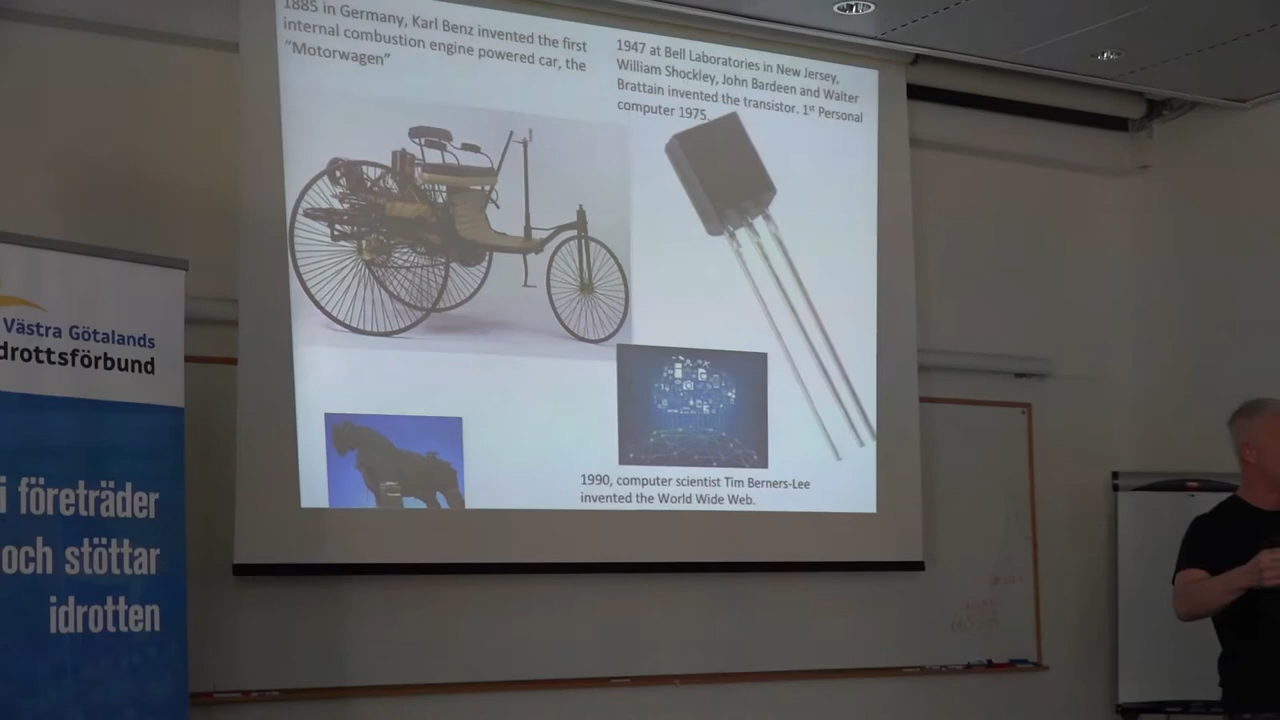 1885 in Germany, Karl Benz invented the first
internal combustion engine powered car, the
“Motorwagen”
1947 at Bell Laboratories in New Jersey,
William Shockley, John Bardeen and Walter
Brattain invented the transistor. 1st Personal
computer 1975.
1990, computer scientist Tim Berners-Lee
invented the World Wide Web.
Västra Götalands
drottsförbund
i företräder
och stöttar
idrotten